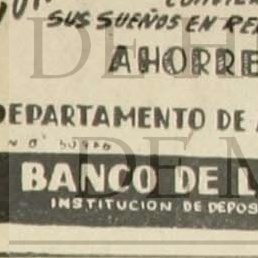 SUS SUEÑOS EN RE
AHORRE
DEPARTAMENTO DE
BANCO DE L
INSTITUCION DE DEPOS